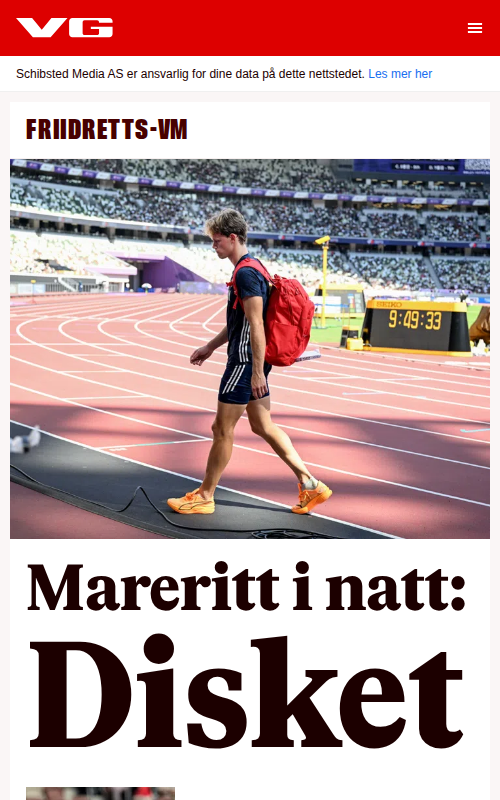 VG
Schibsted Media AS er ansvarlig for dine data på dette nettstedet. Les mer her
FRIIDRETTS-VM
SEIKO
9:49:33
Mareritt i natt:
Disket